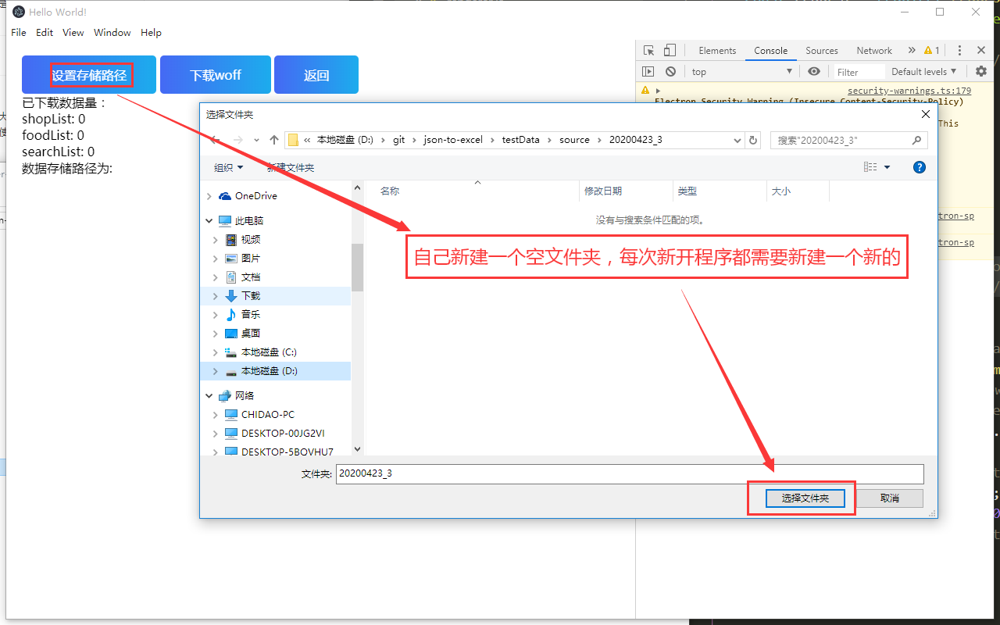 Hello World!
File Edit View Window Help
设置存储路径 下载woff 返回
已下载数据量：
shopList: 0
foodList: 0
searchList: 0
数据存储路径为:
Elements Console Sources Network » 1
top Filter Default levels
security-warnings.ts:179
Electron Security Warning (Insecure Content-Security-Policy)
This
tron-sp
tron-sp
选择文件夹
« 本地磁盘 (D:) git json-to-excel testData source 20200423_3 搜索"20200423_3"
组织 新建文件夹
名称 修改日期 类型 大小
没有与搜索条件匹配的项。
OneDrive
此电脑
视频
图片
文档
下载
音乐
桌面
本地磁盘 (C:)
本地磁盘 (D:)
网络
CHIDAO-PC
DESKTOP-00JG2VI
DESKTOP-5BOVHU7
自己新建一个空文件夹，每次新开程序都需要新建一个新的
文件夹: 20200423_3
选择文件夹 取消